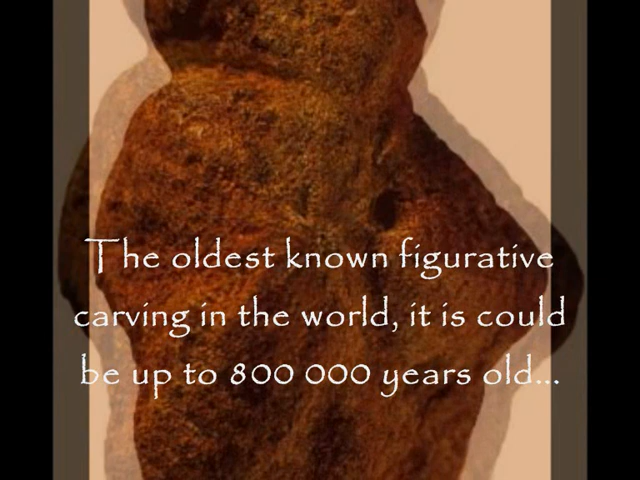 The oldest known figurative
carving in the world, it is could
be up to 800 000 years old...